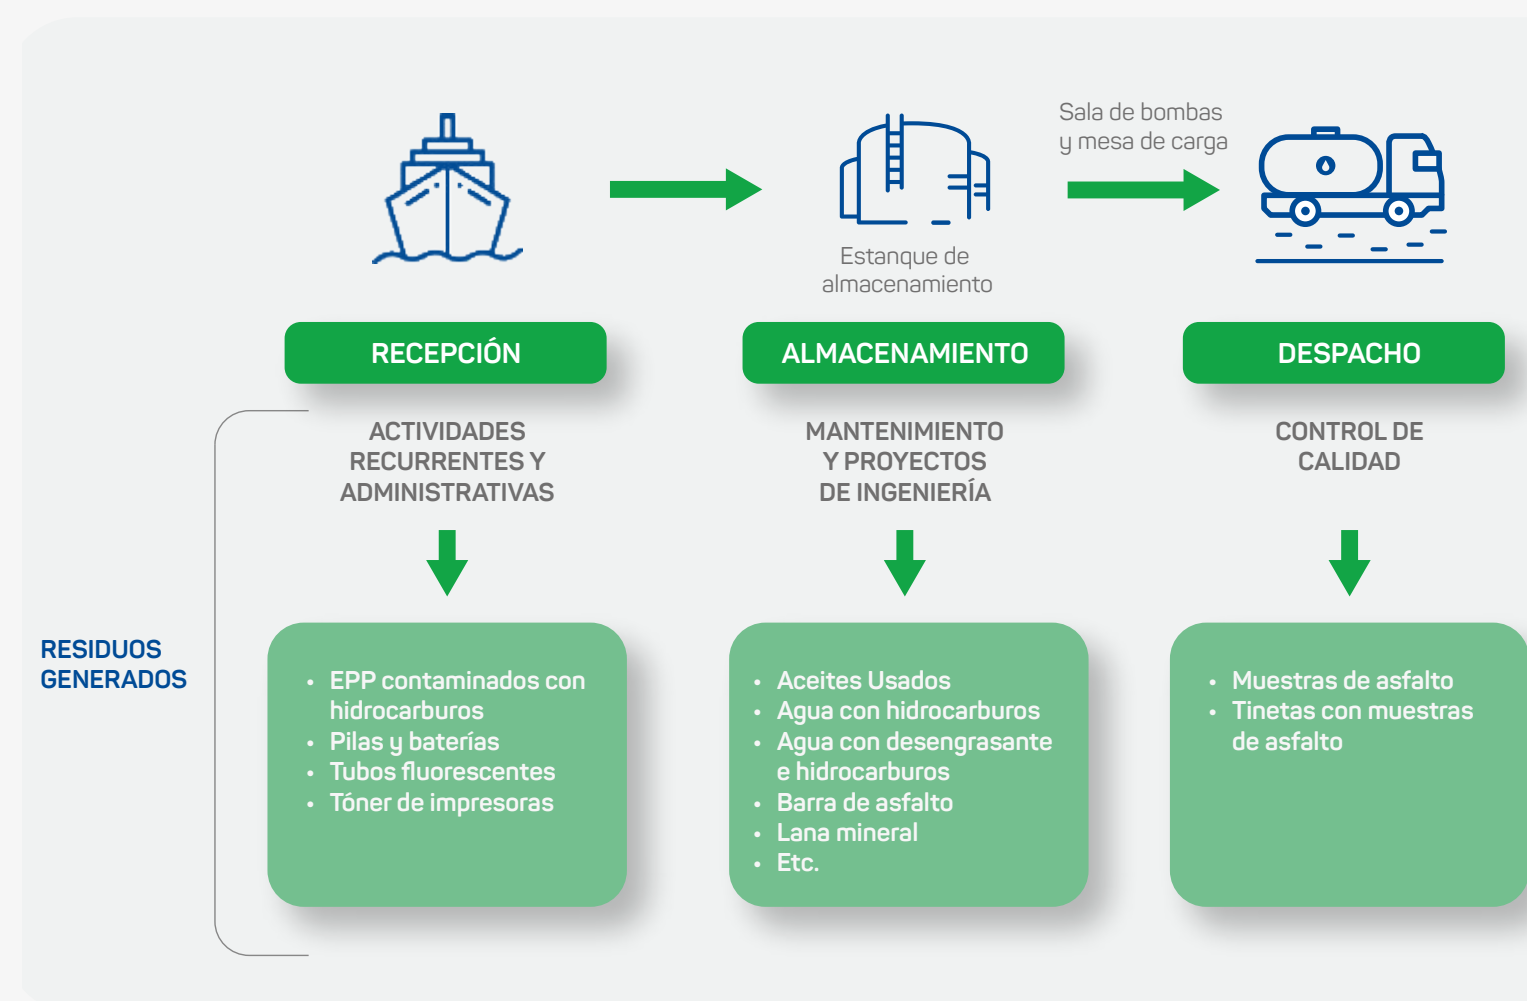 Sala de bombas
y mesa de carga
Estanque de
almacenamiento
RECEPCIÓN
ALMACENAMIENTO
DESPACHO
ACTIVIDADES
RECURRENTES Y
ADMINISTRATIVAS
MANTENIMIENTO
Y PROYECTOS
DE INGENIERÍA
CONTROL DE
CALIDAD
RESIDUOS
GENERADOS
• EPP contaminados con
hidrocarburos
• Pilas y baterías
• Tubos fluorescentes
• Tóner de impresoras
• Aceites Usados
• Agua con hidrocarburos
• Agua con desengrasante
e hidrocarburos
• Barra de asfalto
• Lana mineral
• Etc.
• Muestras de asfalto
• Tinetas con muestras
de asfalto